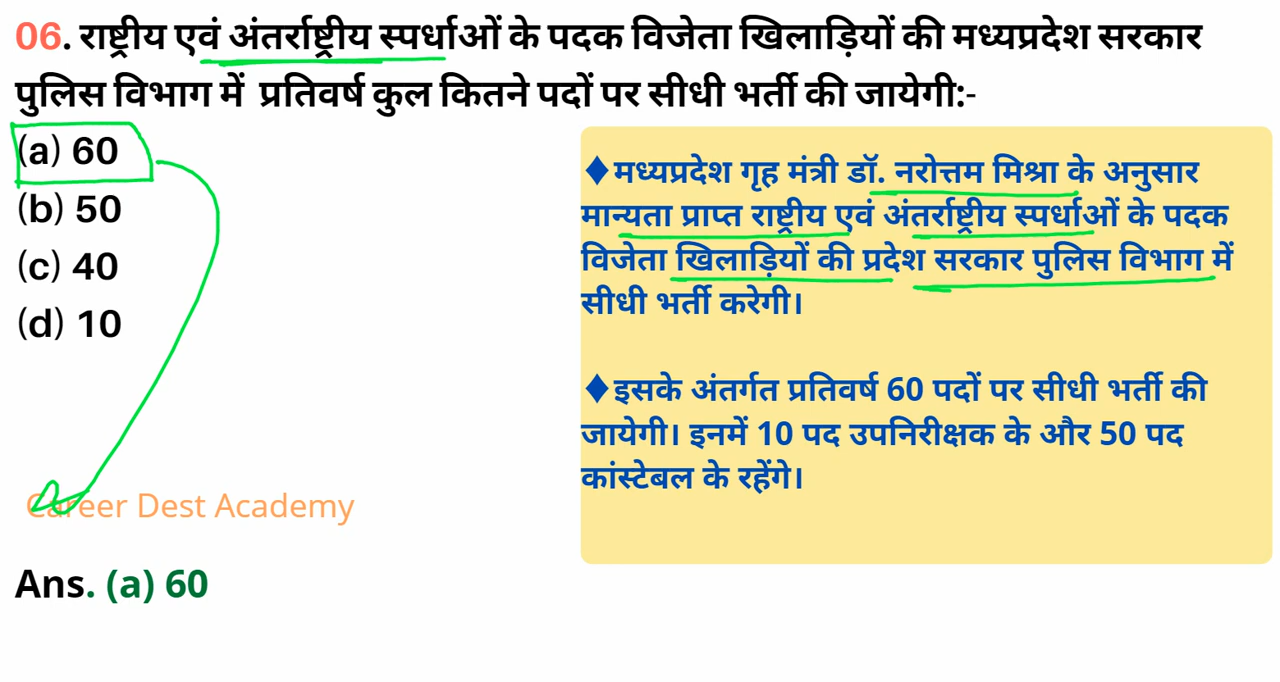 06. राष्ट्रीय एवं अंतर्राष्ट्रीय स्पर्धाओं के पदक विजेता खिलाड़ियों की मध्यप्रदेश सरकार
पुलिस विभाग में प्रतिवर्ष कुल कितने पदों पर सीधी भर्ती की जायेगी:-
(a) 60
(b) 50
(c) 40
(d) 10
♦मध्यप्रदेश गृह मंत्री डॉ. नरोत्तम मिश्रा के अनुसार
मान्यता प्राप्त राष्ट्रीय एवं अंतर्राष्ट्रीय स्पर्धाओं के पदक
विजेता खिलाड़ियों की प्रदेश सरकार पुलिस विभाग में
सीधी भर्ती करेगी।
♦इसके अंतर्गत प्रतिवर्ष 60 पदों पर सीधी भर्ती की
जायेगी। इनमें 10 पद उपनिरीक्षक के और 50 पद
कांस्टेबल के रहेंगे।
Career Dest Academy
Ans. (a) 60